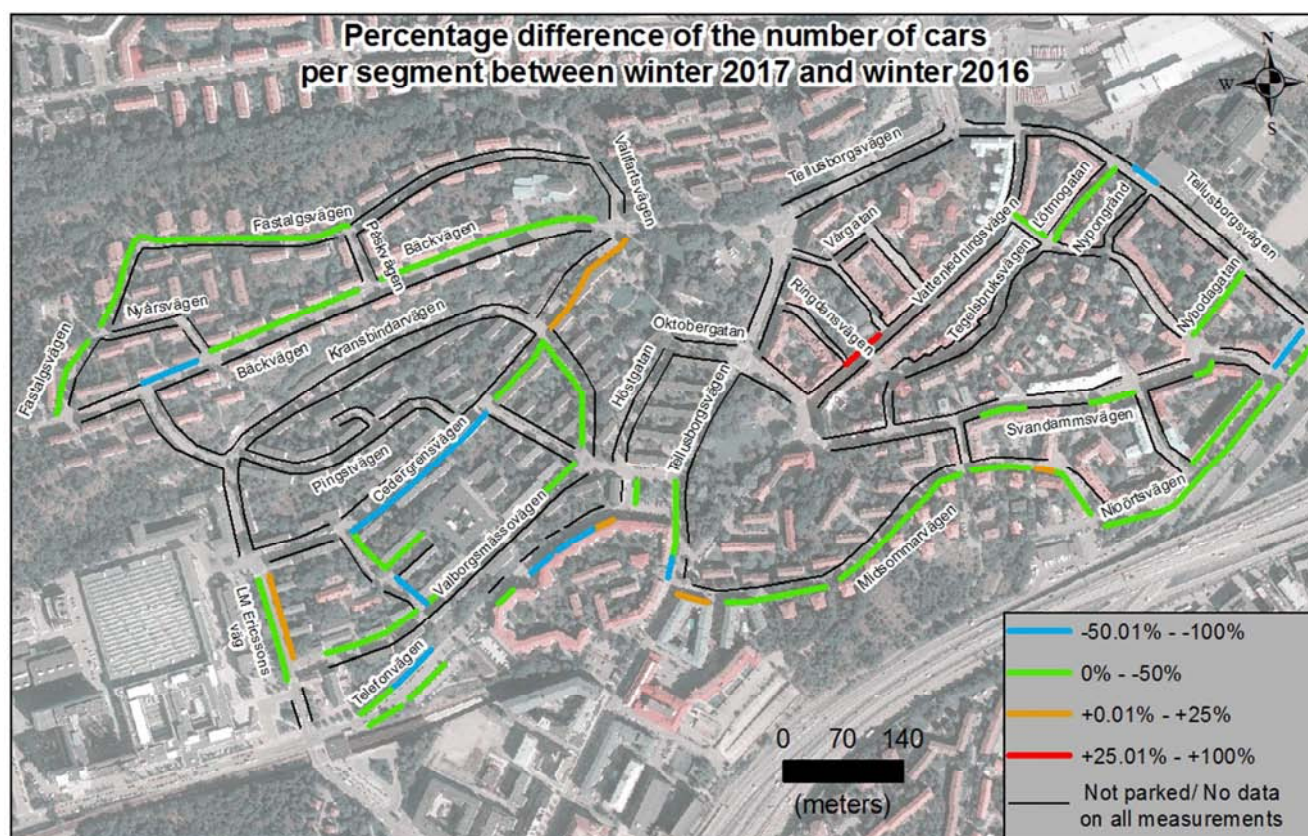 Percentage difference of the number of cars
per segment between winter 2017 and winter 2016
N
W
S
Vallfartsvägen
Tellusborgsvägen
Fastalgsvägen
Påskvägen
Bäckvägen
Vårgatan
Vattenledningsvägen
Lötmogatan
Nypongränd
Tellusborgsvägen
Nyårsvägen
Kransbindarvägen
Ringdansvägen
Tegelsbruksvägen
Nybodagatan
Fastalgsvägen
Bäckvägen
Oktobergatan
Höstgatan
Tellusborgsvägen
Svandammsvägen
Pingstvägen
Cedergrensvägen
Nioörtsvägen
Valborgsmässovägen
Midsommarvägen
LM Ericssons
väg
Telefonvägen
0 70 140
(meters)
-50.01% - -100%
0% - -50%
+0.01% - +25%
+25.01% - +100%
Not parked/ No data
on all measurements